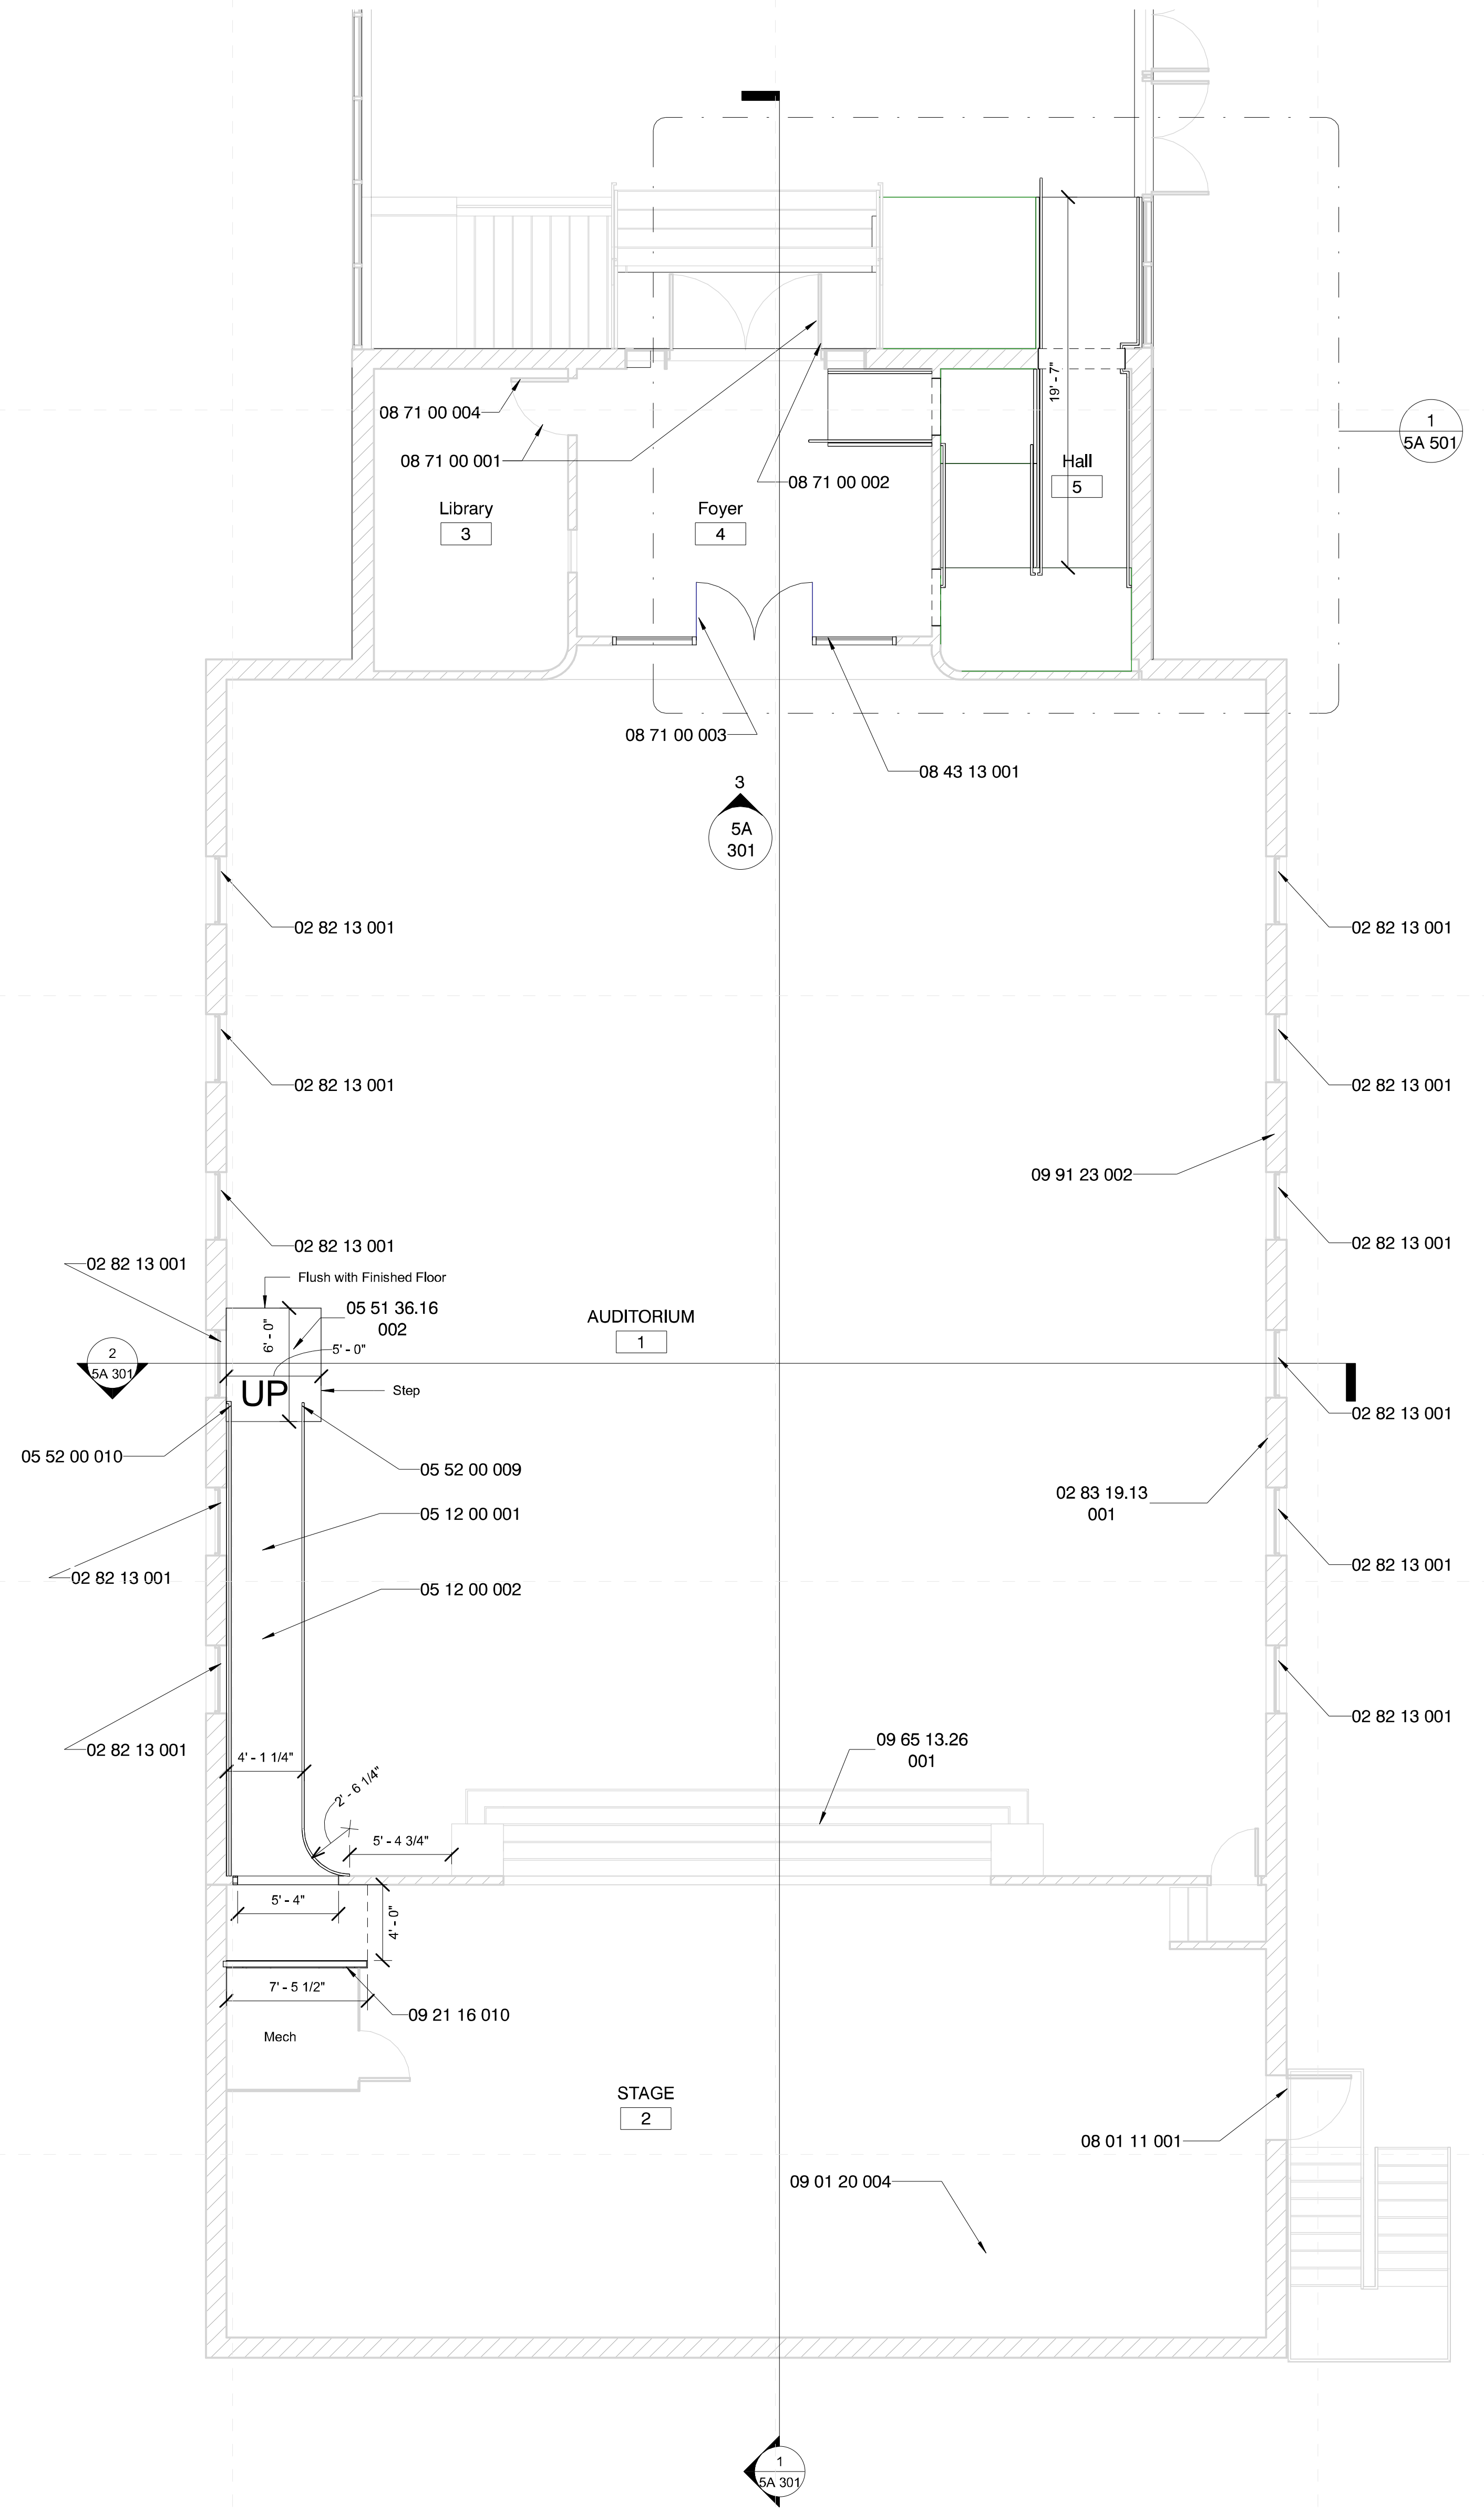 08 71 00 004
1
5A 501
19' - 7"
08 71 00 001
Hall
5
08 71 00 002
Library
3
Foyer
4
08 71 00 003
08 43 13 001
3
5A
301
02 82 13 001
02 82 13 001
02 82 13 001
02 82 13 001
09 91 23 002
02 82 13 001
02 82 13 001
02 82 13 001
Flush with Finished Floor
05 51 36.16
002
6' - 0"
AUDITORIUM
1
5' - 0"
2
5A 301
UP
Step
02 82 13 001
05 52 00 010
05 52 00 009
02 83 19.13
001
05 12 00 001
02 82 13 001
02 82 13 001
05 12 00 002
02 82 13 001
09 65 13.26
001
02 82 13 001
4' - 1 1/4"
2' - 6 1/4"
5' - 4 3/4"
5' - 4"
4' - 0"
7' - 5 1/2"
09 21 16 010
Mech
STAGE
2
08 01 11 001
09 01 20 004
1
5A 301